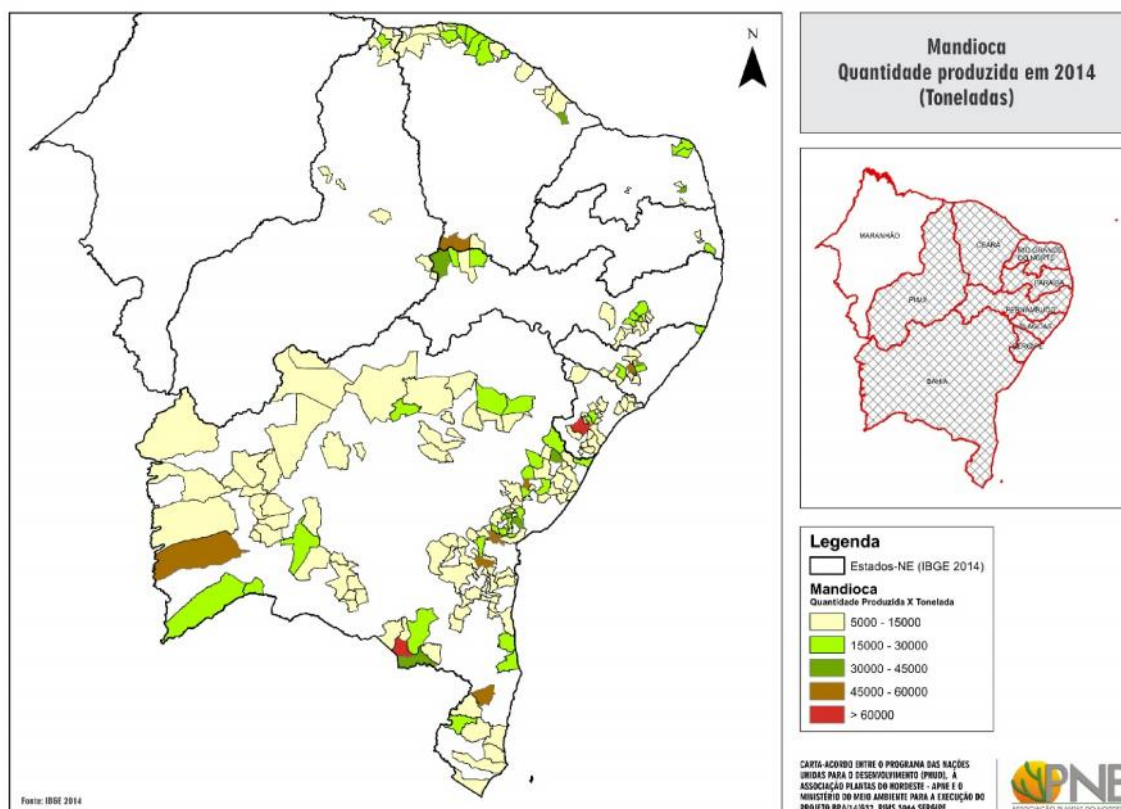 N
Fonte: IBGE 2014
Mandioca
Quantidade produzida em 2014
(Toneladas)
MARANHÃO
CEARÁ
RIO GRANDE
DO NORTE
PARAIBA
PIAUÍ
PERNAMBUCO
ALAGOAS
SERGIPE
BAHIA
Legenda
Estados-NE (IBGE 2014)
Mandioca
Quantidade Produzida X Tonelada
5000 - 15000
15000 - 30000
30000 - 45000
45000 - 60000
> 60000
CARTA-ACORDO ENTRE O PROGRAMA DAS NAÇÕES
UNIDAS PARA O DESENVOLVIMENTO (PNUD), A
ASSOCIAÇÃO PLANTAS DO NORDESTE - APNE E O
MINISTÉRIO DO MEIO AMBIENTE PARA A EXECUÇÃO DO
PNE